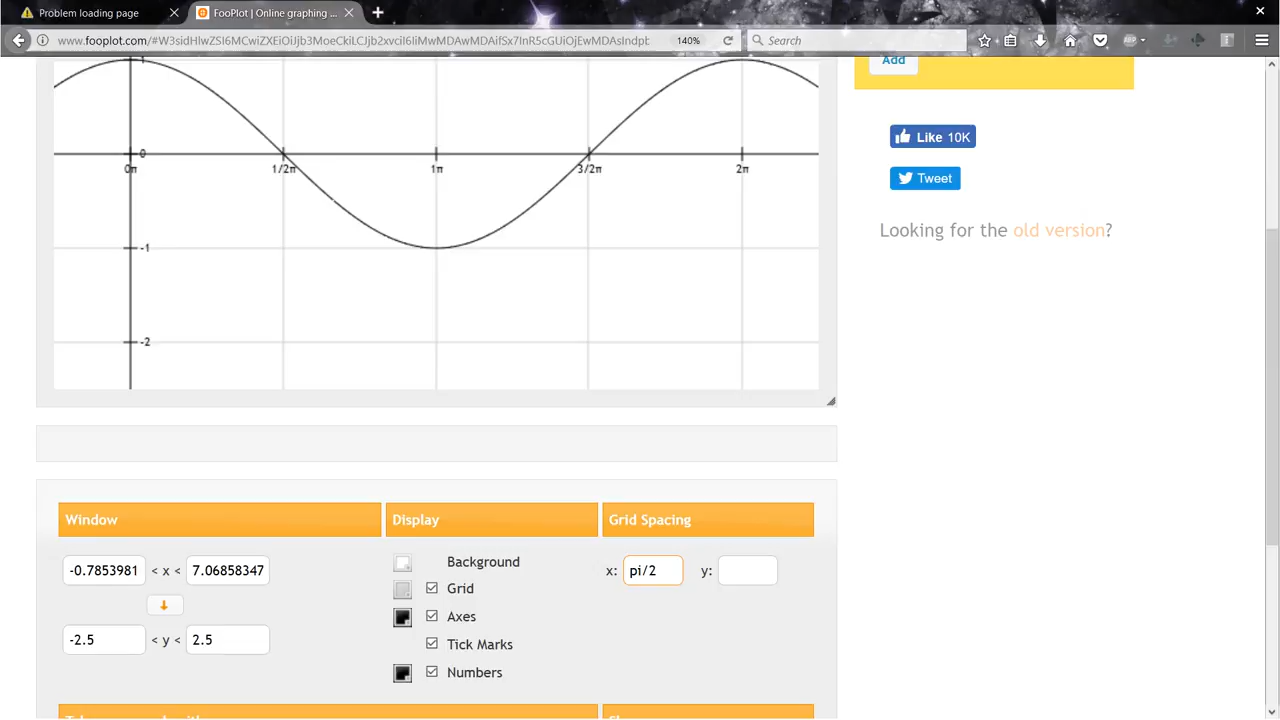 Problem loading page
FooPlot | Online graphing ...
www.fooplot.com/#W3sidHlwZSI6MCwiZXEiOiJjb3MoeCkiLCJjb2xvciI6IiMwMDAwMDAifSx7InR5cGUiOjEwMDAsIndpb
140%
Search
Add
1
0
0π
1/2π
1π
3/2π
2π
-1
-2
Like 10K
Tweet
Looking for the old version?
Window
Display
Grid Spacing
-0.7853981 < x < 7.06858347
Background
x: pi/2 y:
Grid
Axes
-2.5 < y < 2.5
Tick Marks
Numbers